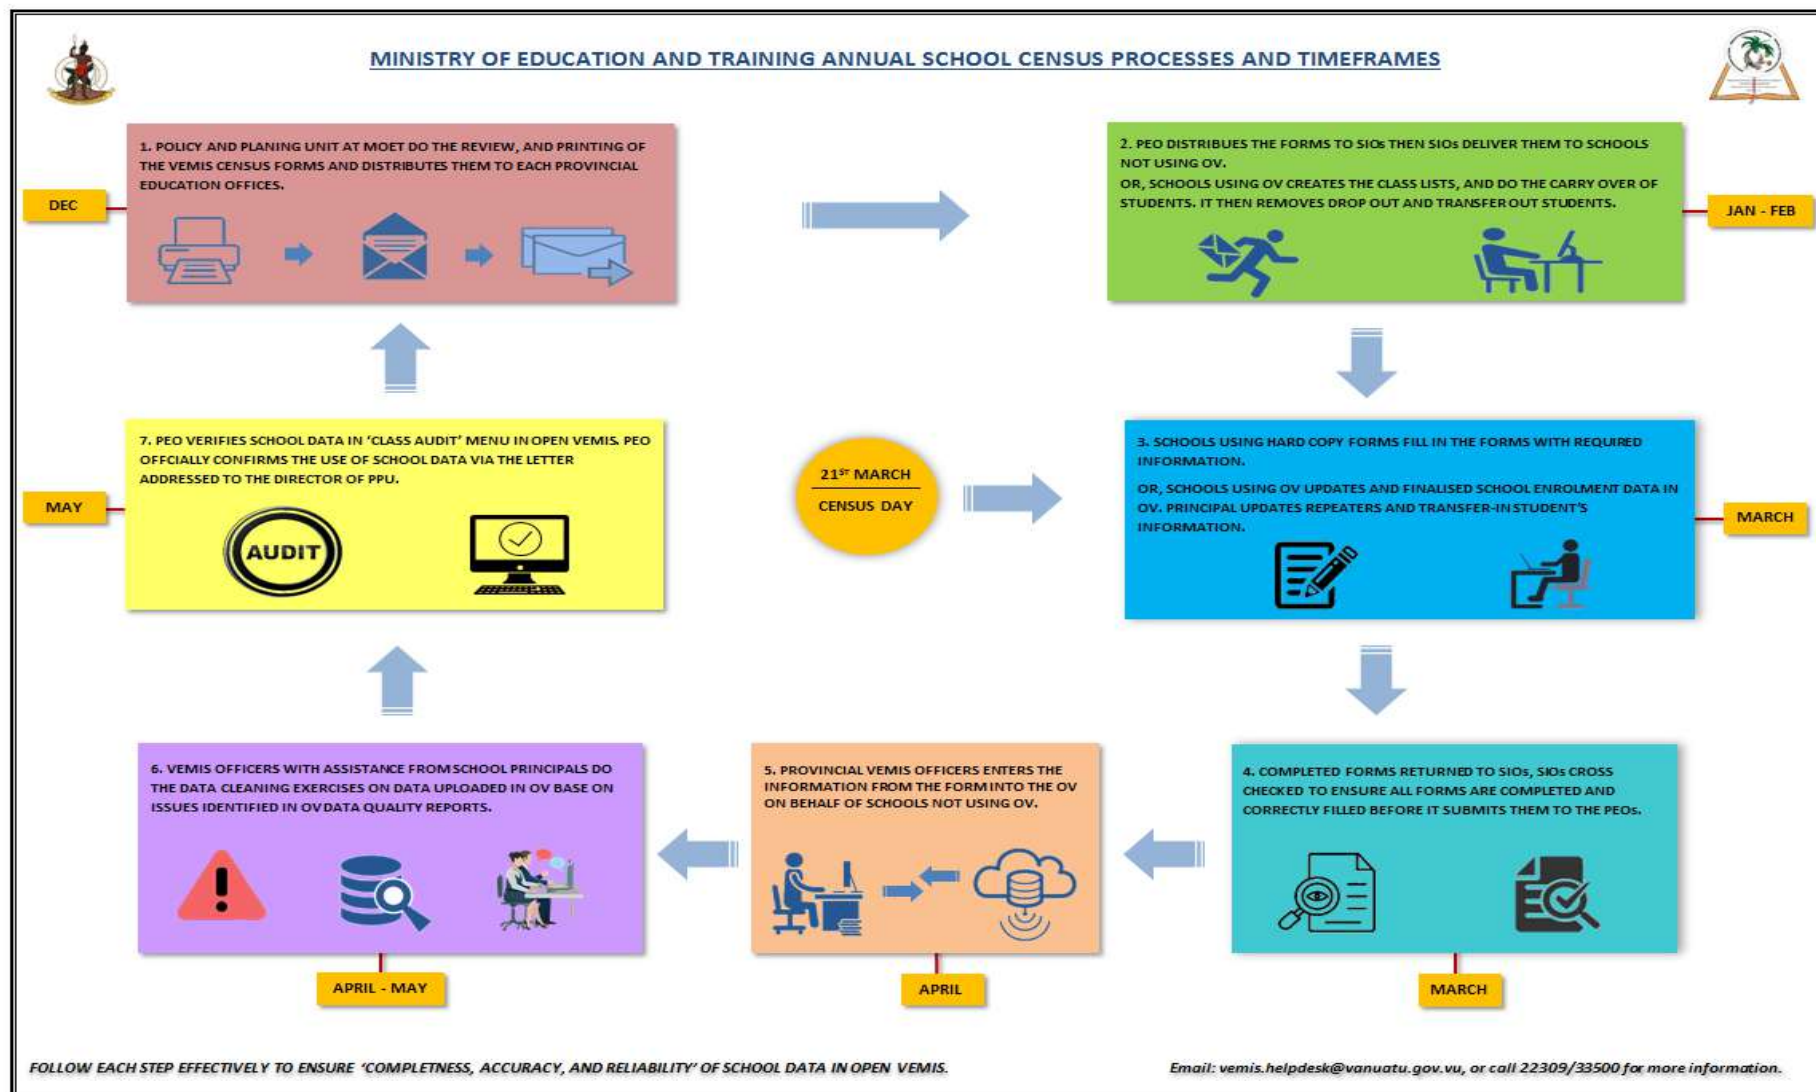 MINISTRY OF EDUCATION AND TRAINING ANNUAL SCHOOL CENSUS PROCESSES AND TIMEFRAMES
1. POLICY AND PLANING UNIT AT MOET DO THE REVIEW, AND PRINTING OF
THE VEMIS CENSUS FORMS AND DISTRIBUTES THEM TO EACH PROVINCIAL
EDUCATION OFFICES.
DEC
2. PEO DISTRIBUES THE FORMS TO SIOs THEN SIOs DELIVER THEM TO SCHOOLS
NOT USING OV.
OR, SCHOOLS USING OV CREATES THE CLASS LISTS, AND DO THE CARRY OVER OF
STUDENTS. IT THEN REMOVES DROP OUT AND TRANSFER OUT STUDENTS.
JAN - FEB
21ST MARCH
CENSUS DAY
3. SCHOOLS USING HARD COPY FORMS FILL IN THE FORMS WITH REQUIRED
INFORMATION.
OR, SCHOOLS USING OV UPDATES AND FINALISED SCHOOL ENROLMENT DATA IN
OV. PRINCIPAL UPDATES REPEATERS AND TRANSFER-IN STUDENT'S
INFORMATION.
MARCH
4. COMPLETED FORMS RETURNED TO SIOs, SIOs CROSS
CHECKED TO ENSURE ALL FORMS ARE COMPLETED AND
CORRECTLY FILLED BEFORE IT SUBMITS THEM TO THE PEOs.
MARCH
5. PROVINCIAL VEMIS OFFICERS ENTERS THE
INFORMATION FROM THE FORM INTO THE OV
ON BEHALF OF SCHOOLS NOT USING OV.
APRIL
6. VEMIS OFFICERS WITH ASSISTANCE FROM SCHOOL PRINCIPALS DO
THE DATA CLEANING EXERCISES ON DATA UPLOADED IN OV BASE ON
ISSUES IDENTIFIED IN OV DATA QUALITY REPORTS.
APRIL - MAY
7. PEO VERIFIES SCHOOL DATA IN 'CLASS AUDIT' MENU IN OPEN VEMIS. PEO
OFFCIALLY CONFIRMS THE USE OF SCHOOL DATA VIA THE LETTER
ADDRESSED TO THE DIRECTOR OF PPU.
AUDIT
MAY
FOLLOW EACH STEP EFFECTIVELY TO ENSURE 'COMPLETNESS, ACCURACY, AND RELIABILITY' OF SCHOOL DATA IN OPEN VEMIS.
Email: vemis.helpdesk@vanuatu.gov.vu, or call 22309/33500 for more information.